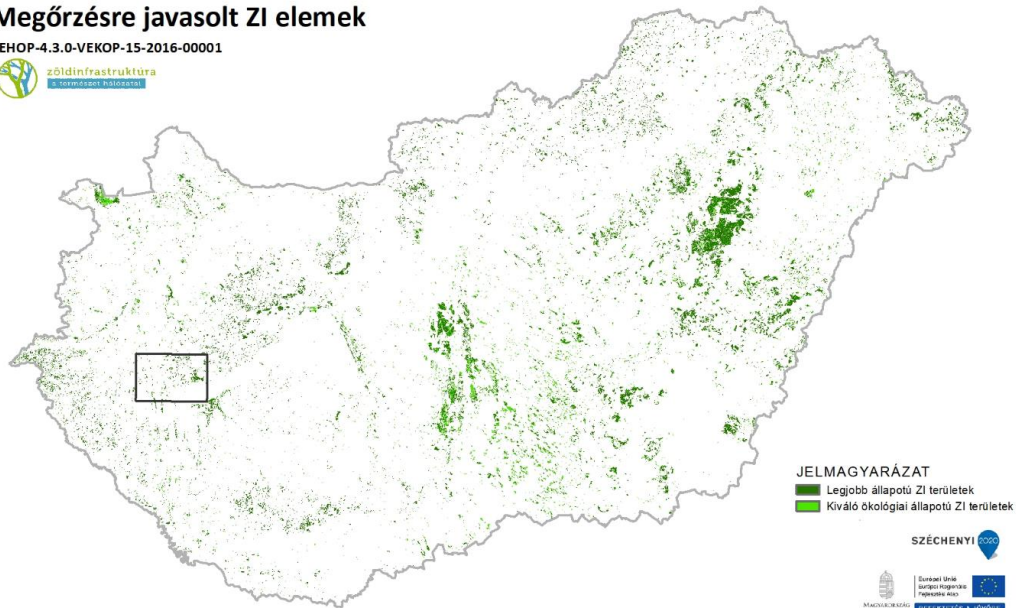 Megőrzésre javasolt ZI elemek
EHOP-4.3.0-VEKOP-15-2016-00001
zöldinfrastruktúra
a természet hálózatai
JELMAGYARÁZAT
Legjobb állapotú ZI területek
Kiváló ökológiai állapotú ZI területek
SZÉCHENYI 2020
Európai Unió
Európai Regionális
Fejlesztési Alap
MAGYARORSZÁG